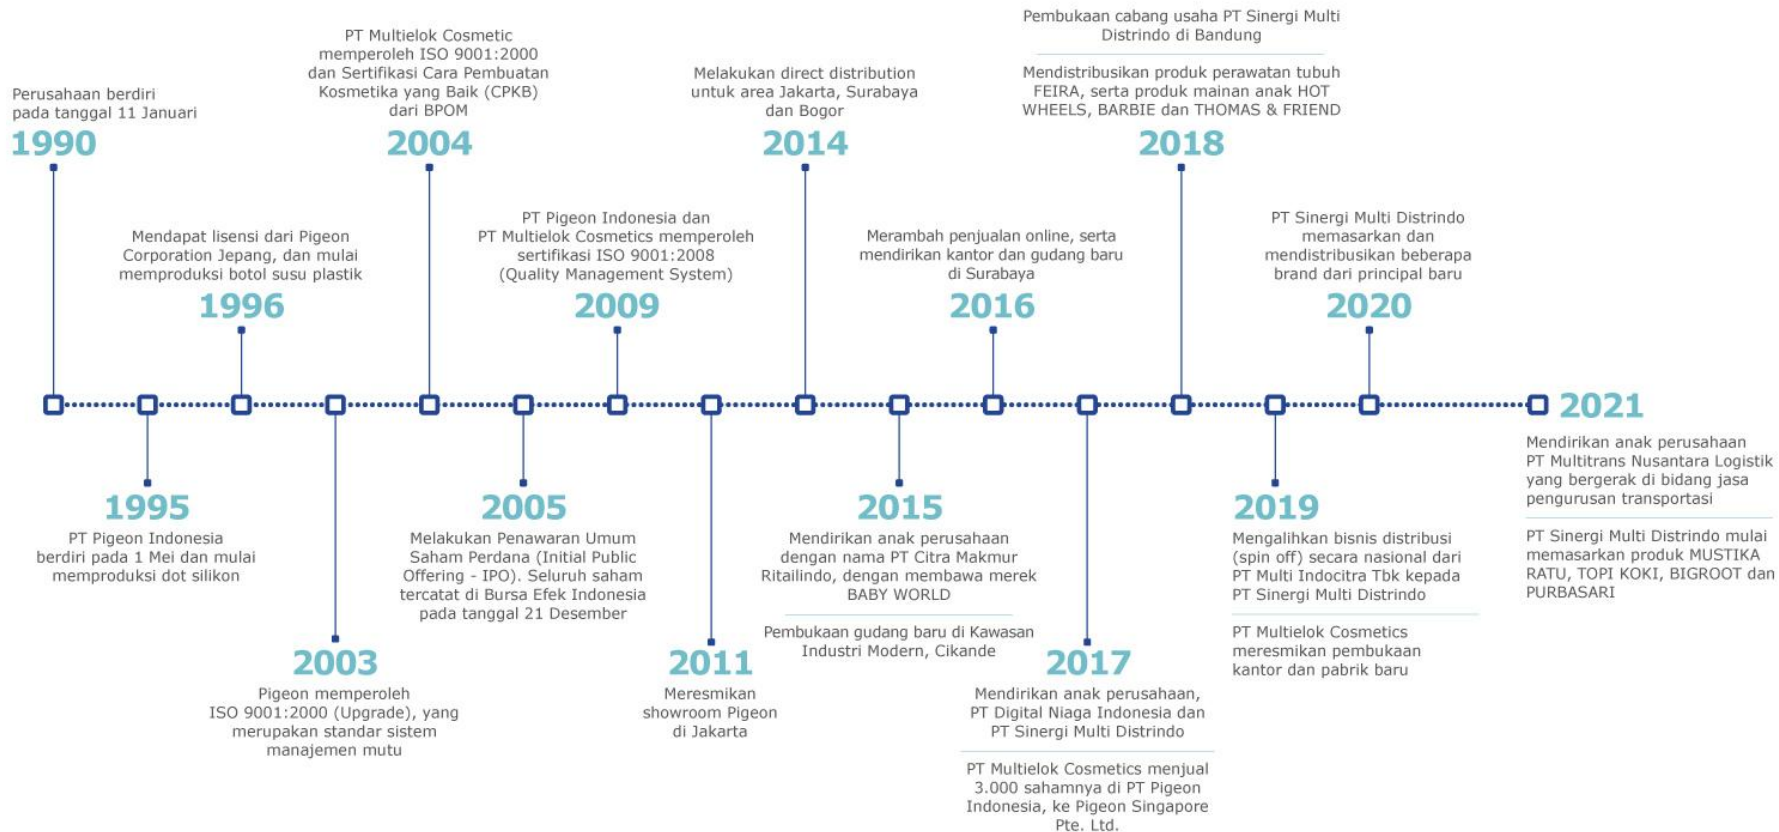 Perusahaan berdiri
pada tanggal 11 Januari
1990
PT Pigeon Indonesia
berdiri pada 1 Mei dan mulai
memproduksi dot silikon
1995
Mendapat lisensi dari Pigeon
Corporation Jepang, dan mulai
memproduksi botol susu plastik
1996
2003
Pigeon memperoleh
ISO 9001:2000 (Upgrade), yang
merupakan standar sistem
manajemen mutu
PT Multielok Cosmetic
memperoleh ISO 9001:2000
dan Sertifikasi Cara Pembuatan
Kosmetika yang Baik (CPKB)
dari BPOM
2004
2005
Melakukan Penawaran Umum
Saham Perdana (Initial Public
Offering - IPO). Seluruh saham
tercatat di Bursa Efek Indonesia
pada tanggal 21 Desember
PT Pigeon Indonesia dan
PT Multielok Cosmetics memperoleh
sertifikasi ISO 9001:2008
(Quality Management System)
2009
2011
Meresmikan
showroom Pigeon
di Jakarta
Melakukan direct distribution
untuk area Jakarta, Surabaya
dan Bogor
2014
2015
Mendirikan anak perusahaan
dengan nama PT Citra Makmur
Ritailindo, dengan membawa merek
BABY WORLD
Pembukaan gudang baru di Kawasan
Industri Modern, Cikande
Merambah penjualan online, serta
mendirikan kantor dan gudang baru
di Surabaya
2016
2017
Mendirikan anak perusahaan,
PT Digital Niaga Indonesia dan
PT Sinergi Multi Distrindo
PT Multielok Cosmetics menjual
3.000 sahamnya di PT Pigeon
Indonesia, ke Pigeon Singapore
Pte. Ltd.
Pembukaan cabang usaha PT Sinergi Multi
Distrindo di Bandung
Mendistribusikan produk perawatan tubuh
FEIRA, serta produk mainan anak HOT
WHEELS, BARBIE dan THOMAS & FRIEND
2018
2019
Mengalihkan bisnis distribusi
(spin off) secara nasional dari
PT Multi Indocitra Tbk kepada
PT Sinergi Multi Distrindo
PT Multielok Cosmetics
meresmikan pembukaan
kantor dan pabrik baru
PT Sinergi Multi Distrindo
memasarkan dan
mendistribusikan beberapa
brand dari principal baru
2020
2021
Mendirikan anak perusahaan
PT Multitrans Nusantara Logistik
yang bergerak di bidang jasa
pengurusan transportasi
PT Sinergi Multi Distrindo mulai
memasarkan produk MUSTIKA
RATU, TOPI KOKI, BIGROOT dan
PURBASARI